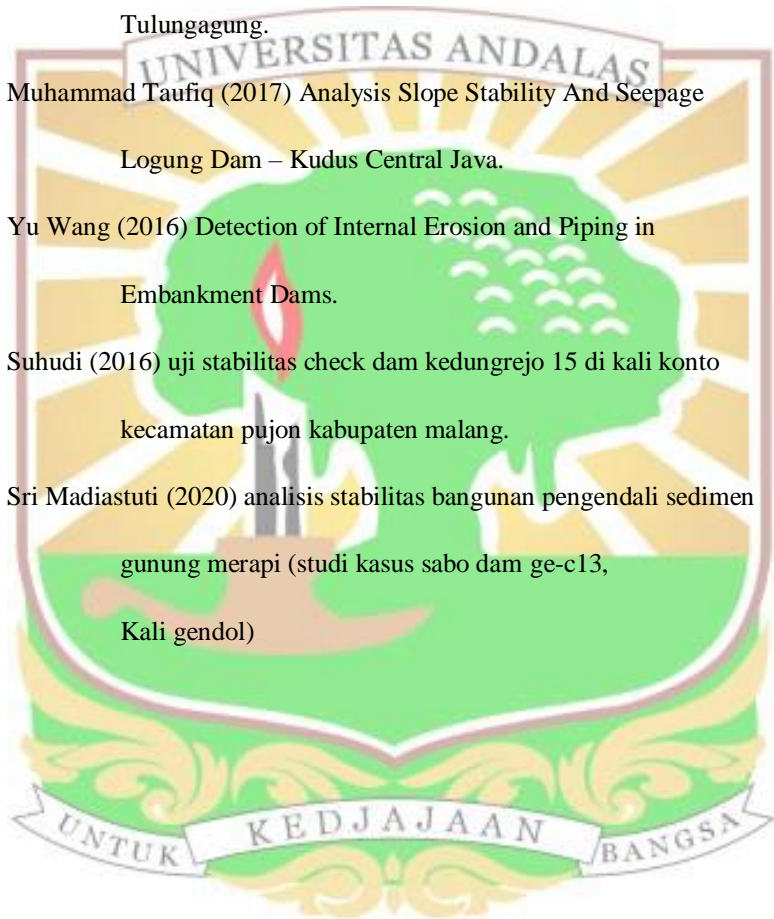 Tulungagung.
UNIVERSITAS ANDALAS
Muhammad Taufiq (2017) Analysis Slope Stability And Seepage
Logung Dam – Kudus Central Java.
Yu Wang (2016) Detection of Internal Erosion and Piping in
Embankment Dams.
Suhudi (2016) uji stabilitas check dam kedungrejo 15 di kali konto
kecamatan pujon kabupaten malang.
Sri Madiastuti (2020) analisis stabilitas bangunan pengendali sedimen
gunung merapi (studi kasus sabo dam ge-c13,
Kali gendol)
UNTUK KEDJAJAAN BANGSA